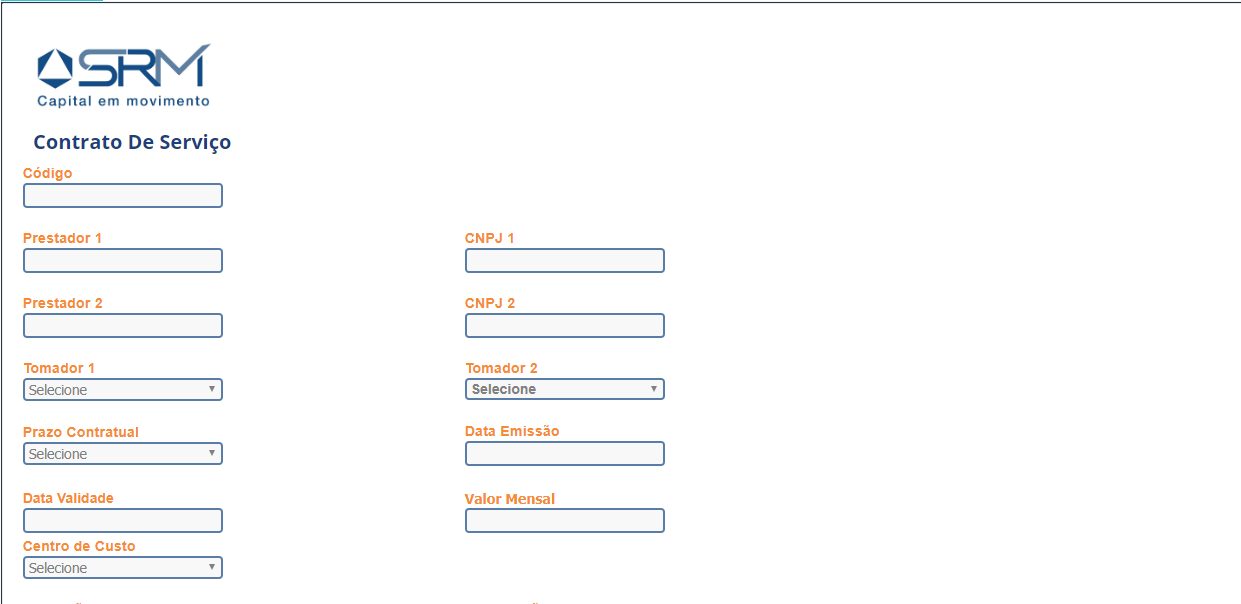 SRM
Capital em movimento
Contrato De Serviço
Código
Prestador 1
CNPJ 1
Prestador 2
CNPJ 2
Tomador 1
Tomador 2
Selecione
Selecione
Prazo Contratual
Data Emissão
Selecione
Data Validade
Valor Mensal
Centro de Custo
Selecione